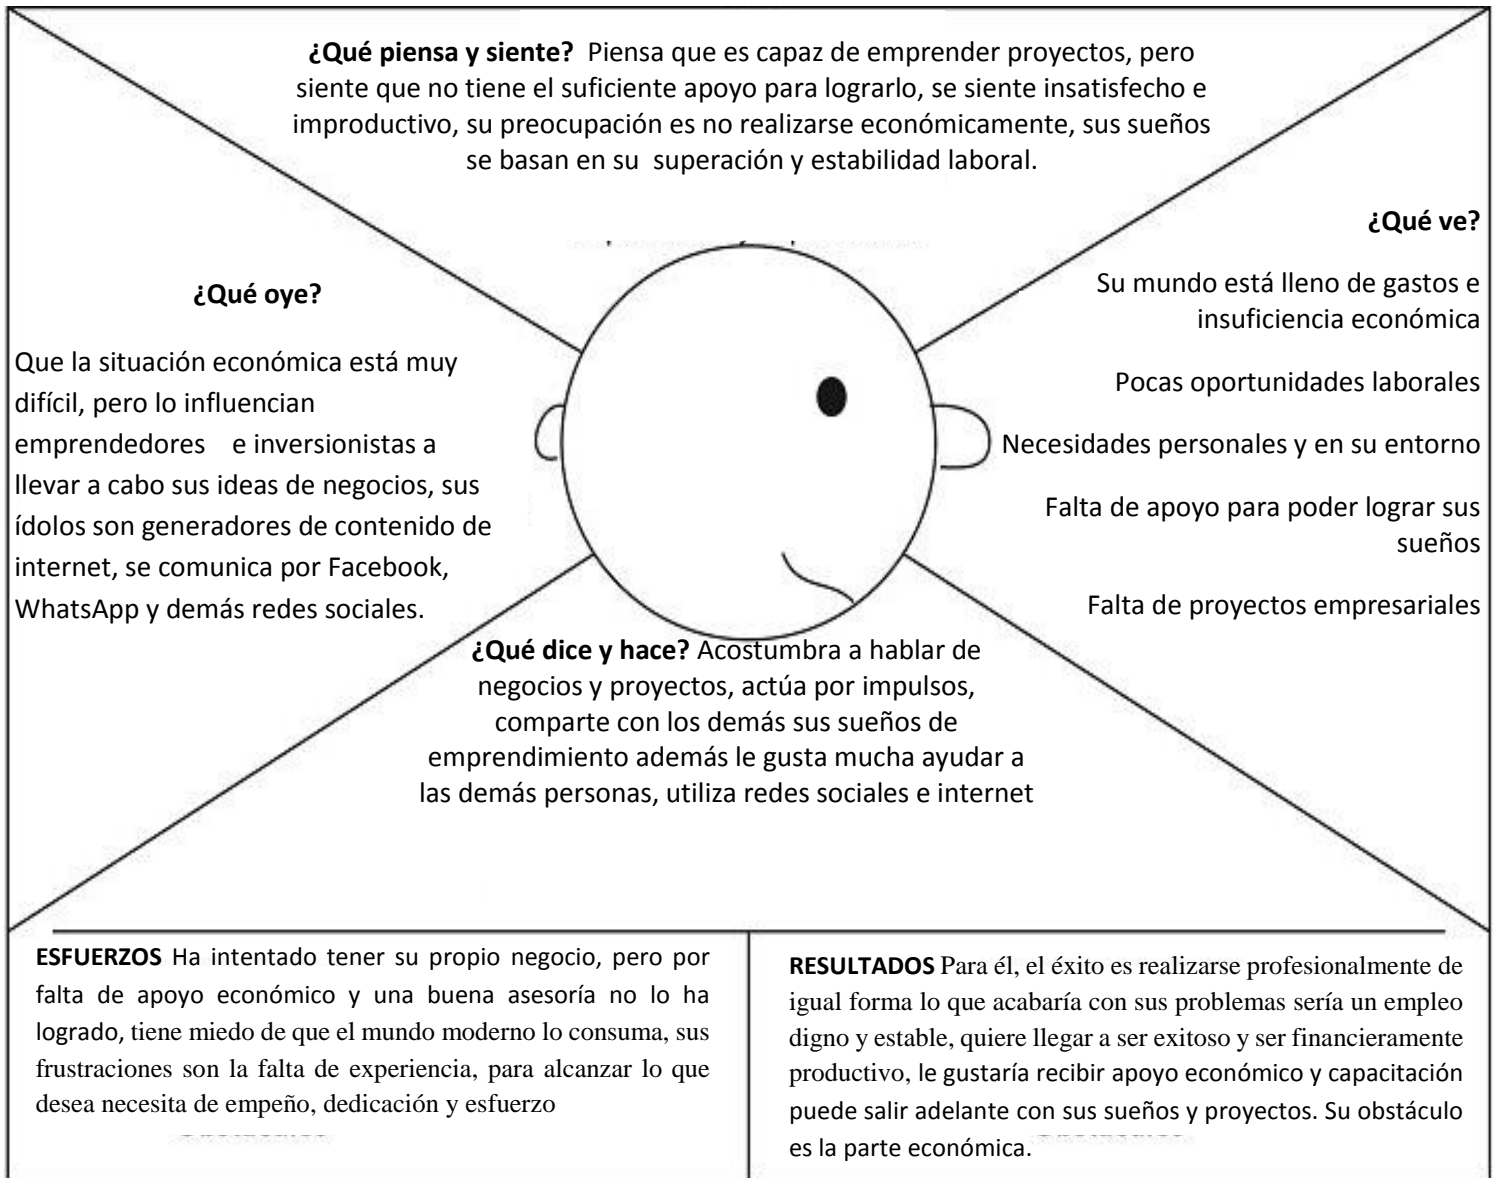 ¿Qué piensa y siente? Piensa que es capaz de emprender proyectos, pero
siente que no tiene el suficiente apoyo para lograrlo, se siente insatisfecho e
improductivo, su preocupación es no realizarse económicamente, sus sueños
se basan en su superación y estabilidad laboral.
¿Qué ve?
Su mundo está lleno de gastos e
insuficiencia económica
Pocas oportunidades laborales
Necesidades personales y en su entorno
Falta de apoyo para poder lograr sus
sueños
Falta de proyectos empresariales
¿Qué oye?
Que la situación económica está muy
difícil, pero lo influencian
emprendedores e inversionistas a
llevar a cabo sus ideas de negocios, sus
ídolos son generadores de contenido de
internet, se comunica por Facebook,
WhatsApp y demás redes sociales.
¿Qué dice y hace? Acostumbra a hablar de
negocios y proyectos, actúa por impulsos,
comparte con los demás sus sueños de
emprendimiento además le gusta mucha ayudar a
las demás personas, utiliza redes sociales e internet
ESFUERZOS Ha intentado tener su propio negocio, pero por
falta de apoyo económico y una buena asesoría no lo ha
logrado, tiene miedo de que el mundo moderno lo consuma, sus
frustraciones son la falta de experiencia, para alcanzar lo que
desea necesita de empeño, dedicación y esfuerzo
RESULTADOS Para él, el éxito es realizarse profesionalmente de
igual forma lo que acabaría con sus problemas sería un empleo
digno y estable, quiere llegar a ser exitoso y ser financieramente
productivo, le gustaría recibir apoyo económico y capacitación
puede salir adelante con sus sueños y proyectos. Su obstáculo
es la parte económica.